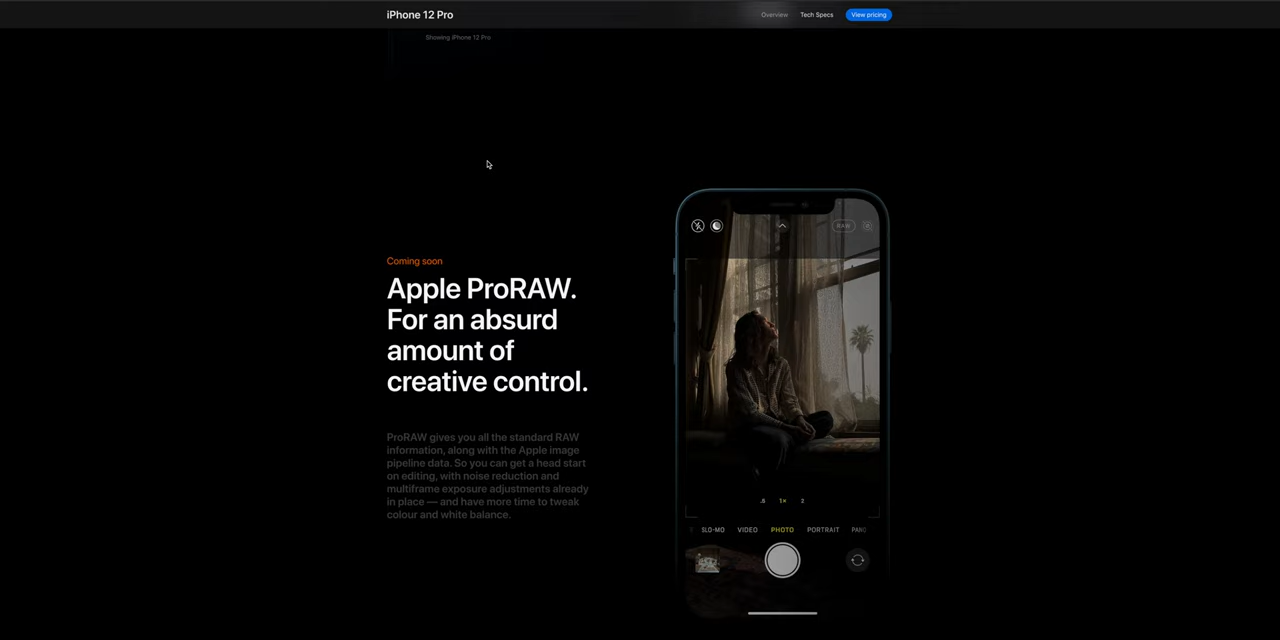 iPhone 12 Pro
Overview
Tech Specs
View pricing
Showing iPhone 12 Pro
Coming soon
Apple ProRAW.
For an absurd
amount of
creative control.
ProRAW gives you all the standard RAW
information, along with the Apple image
pipeline data. So you can get a head start
on editing, with noise reduction and
multiframe exposure adjustments already
in place — and have more time to tweak
colour and white balance.
RAW
.5 1× 2
SLO-MO VIDEO PHOTO PORTRAIT PANO